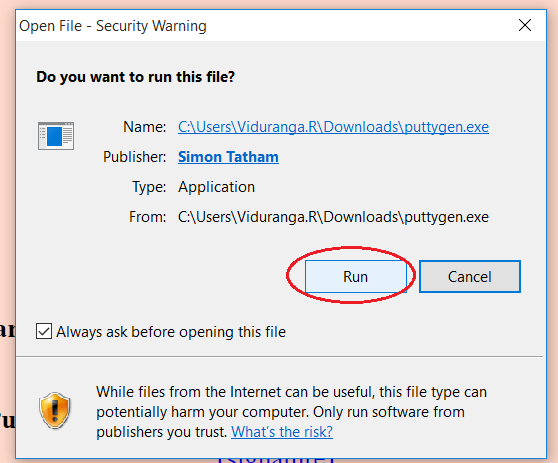 Open File - Security Warning
Do you want to run this file?
Name: C:\Users\Viduranga.R\Downloads\puttygen.exe
Publisher: Simon Tatham
Type: Application
From: C:\Users\Viduranga.R\Downloads\puttygen.exe
Run Cancel
Always ask before opening this file
While files from the Internet can be useful, this file type can
potentially harm your computer. Only run software from
publishers you trust. What's the risk?